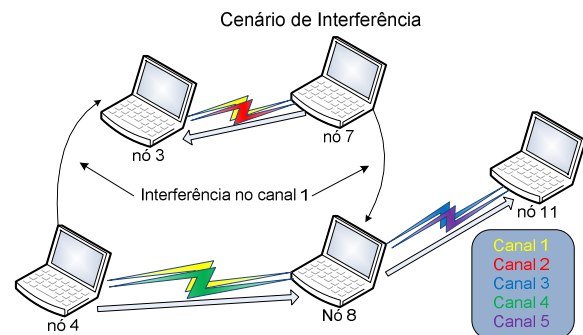 Cenário de Interferência
nó 3
nó 7
Interferência no canal 1
nó 11
nó 4
Nó 8
Canal 1
Canal 2
Canal 3
Canal 4
Canal 5